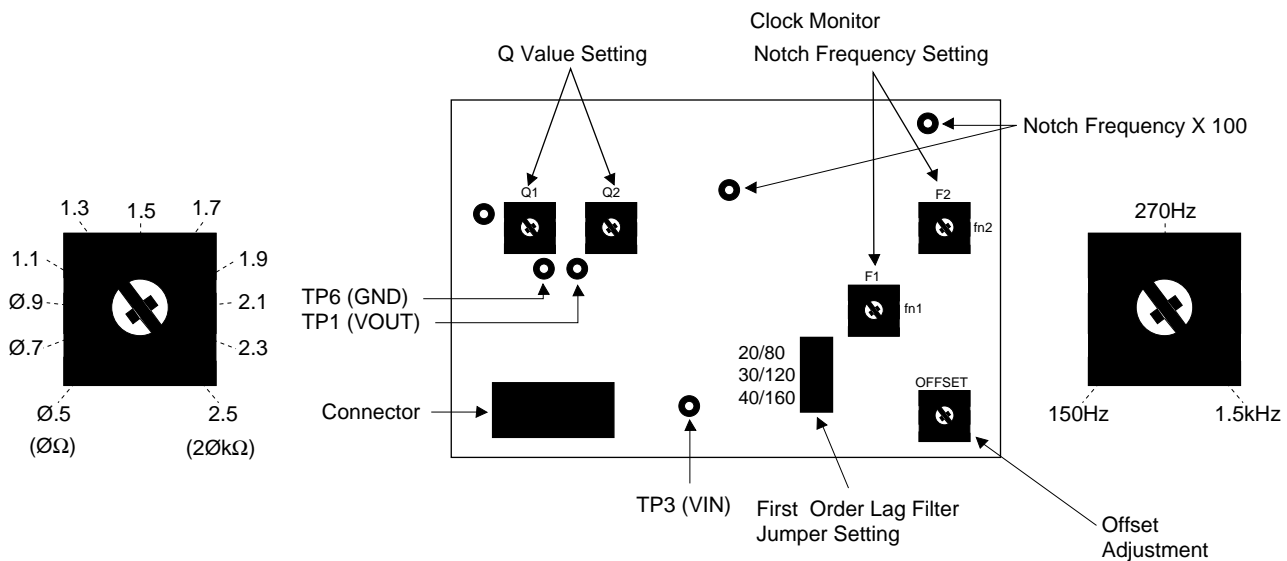 Clock Monitor
Q Value Setting
Notch Frequency Setting
Notch Frequency X 100
Q1
Q2
F2
fn2
1.3
1.5
1.7
1.1
1.9
Ø.9
2.1
Ø.7
2.3
Ø.5
2.5
(ØΩ)
(2ØkΩ)
TP6 (GND)
TP1 (VOUT)
F1
fn1
270Hz
150Hz
1.5kHz
20/80
30/120
40/160
OFFSET
Connector
TP3 (VIN)
First Order Lag Filter
Jumper Setting
Offset
Adjustment